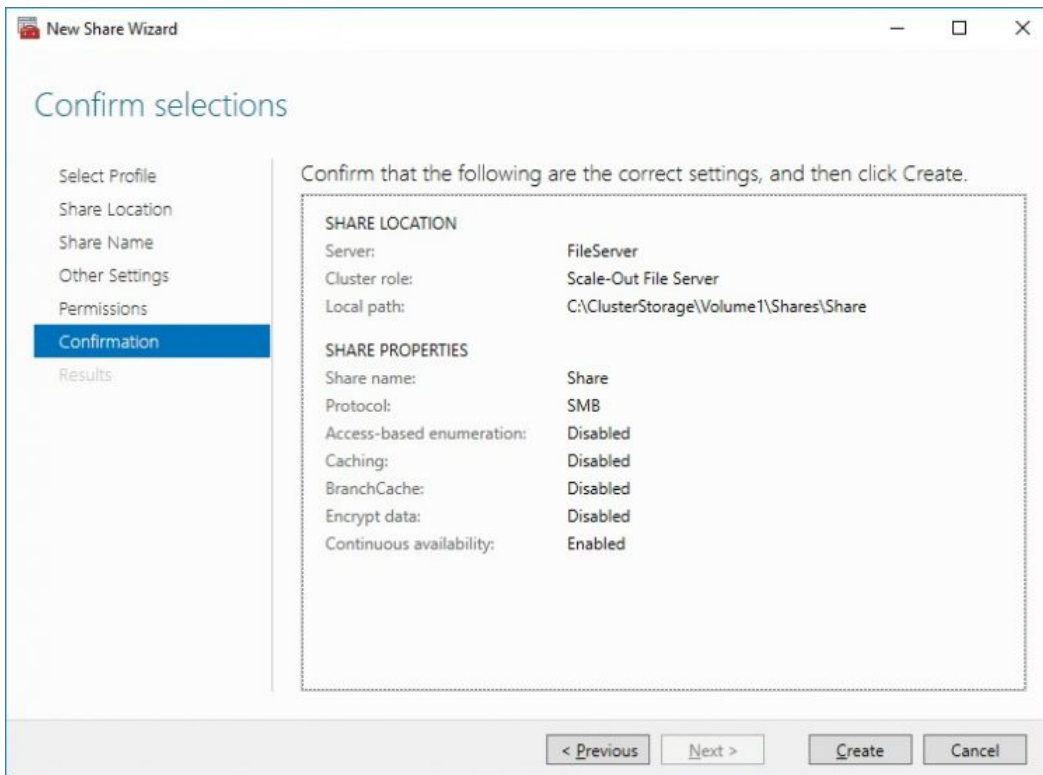 New Share Wizard
Confirm selections
Select Profile
Share Location
Share Name
Other Settings
Permissions
Confirmation
Results
Confirm that the following are the correct settings, and then click Create.
SHARE LOCATION
Server: FileServer
Cluster role: Scale-Out File Server
Local path: C:\ClusterStorage\Volume1\Shares\Share
SHARE PROPERTIES
Share name: Share
Protocol: SMB
Access-based enumeration: Disabled
Caching: Disabled
BranchCache: Disabled
Encrypt data: Disabled
Continuous availability: Enabled
< Previous Next > Create Cancel